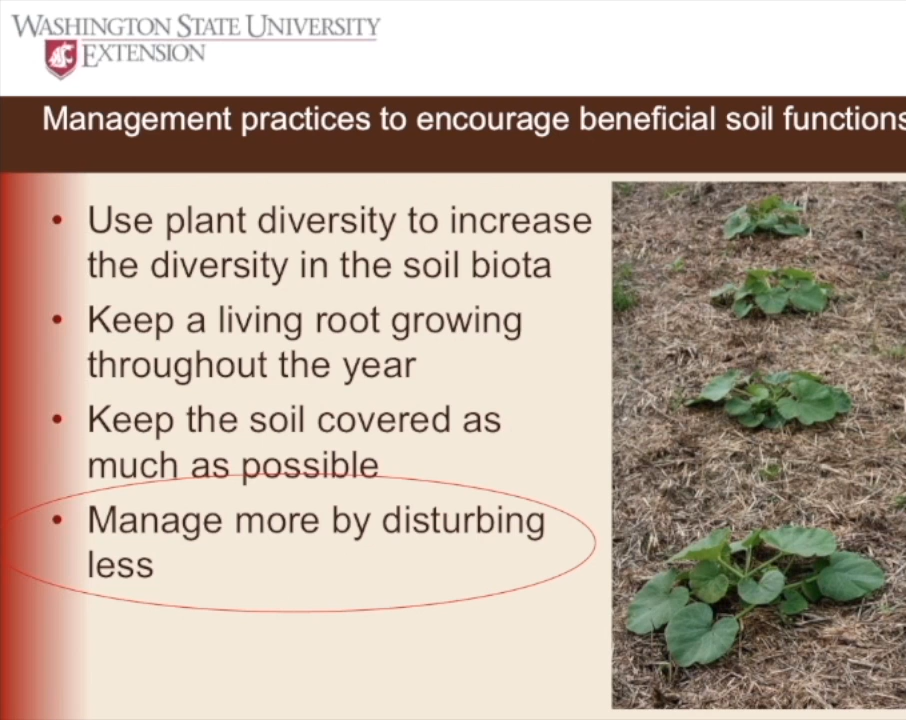 WASHINGTON STATE UNIVERSITY
EXTENSION
Management practices to encourage beneficial soil functions
• Use plant diversity to increase
the diversity in the soil biota
• Keep a living root growing
throughout the year
• Keep the soil covered as
much as possible
• Manage more by disturbing
less